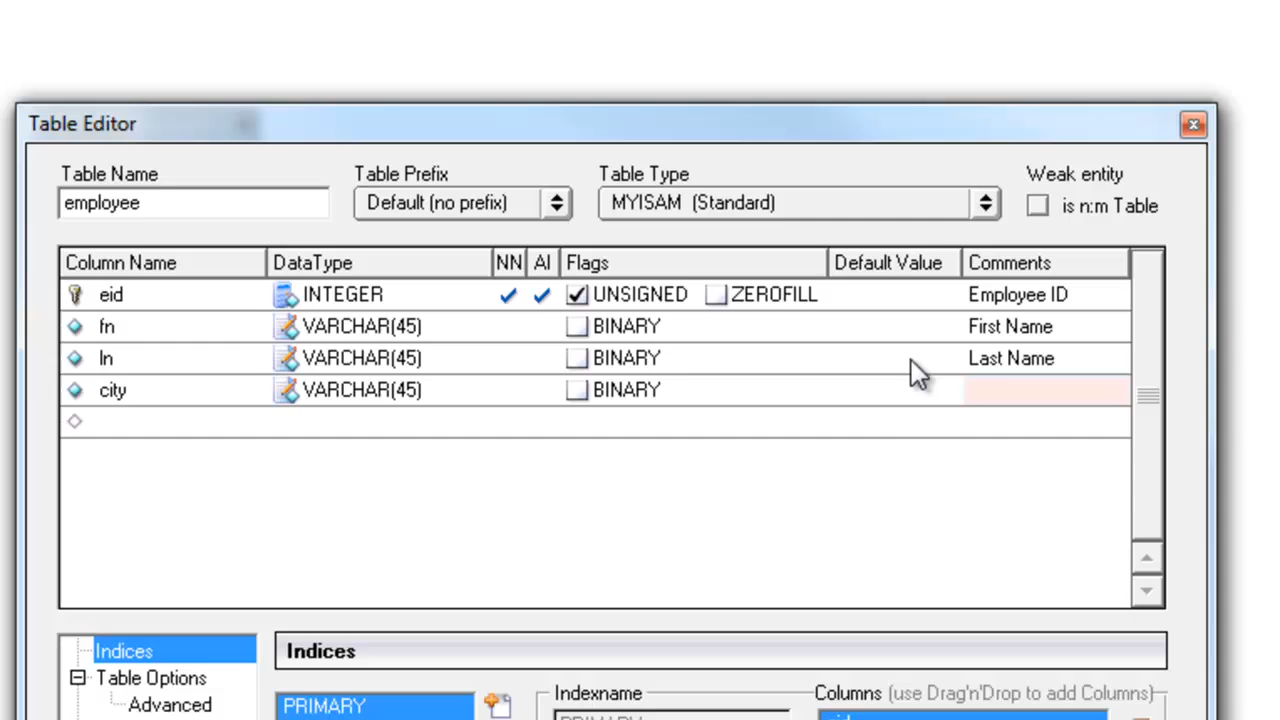 Table Editor
Table Name Table Prefix Table Type Weak entity
employee Default (no prefix) MYISAM (Standard) is n:m Table
Column Name DataType NN AI Flags Default Value Comments
eid INTEGER UNSIGNED ZEROFILL Employee ID
fn VARCHAR(45) BINARY First Name
ln VARCHAR(45) BINARY Last Name
city VARCHAR(45) BINARY
Indices Indices
Table Options
Advanced
PRIMARY Indexname Columns (use Drag'n'Drop to add Columns)
PRIMARY eid